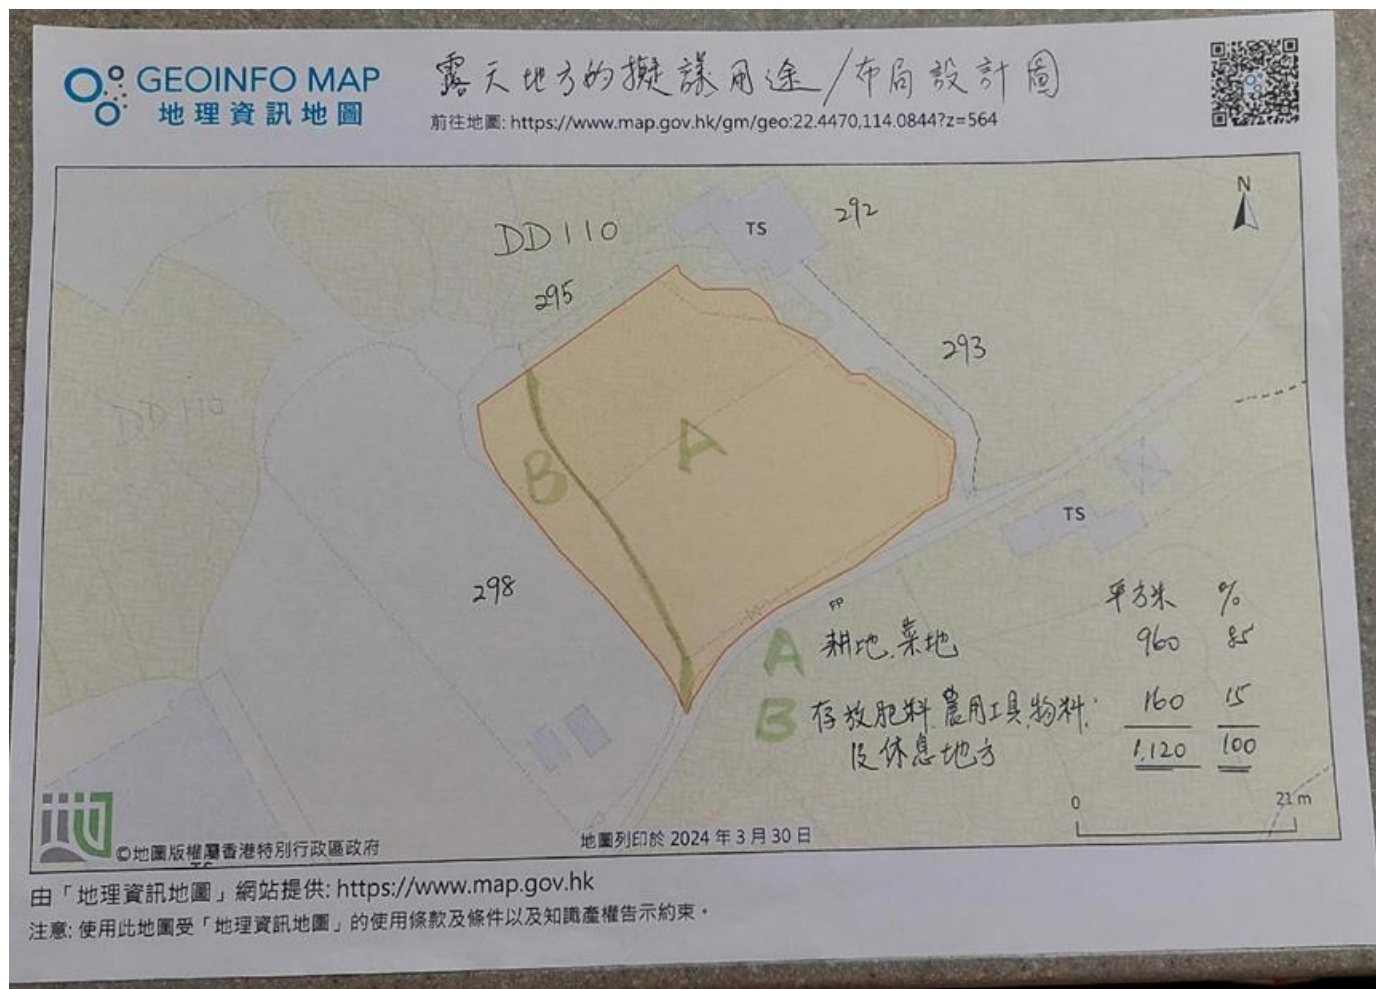 GEOINFO MAP
地理資訊地圖
露天地方的擬議用途/布局設計圖
前往地圖: https://www.map.gov.hk/gm/geo:22.4470,114.0844?z=564
N
TS
292
DD110
295
293
DD 110
A
B
TS
298
FP
平方米 %
A 耕地.菜地 960 85
B 存放肥料.農用工具.物料. 160 15
及休息地方 1,120 100
0 21 m
©地圖版權屬香港特別行政區政府
地圖列印於 2024 年 3 月 30 日
由「地理資訊地圖」網站提供: https://www.map.gov.hk
注意: 使用此地圖受「地理資訊地圖」的使用條款及條件以及知識產權告示約束。